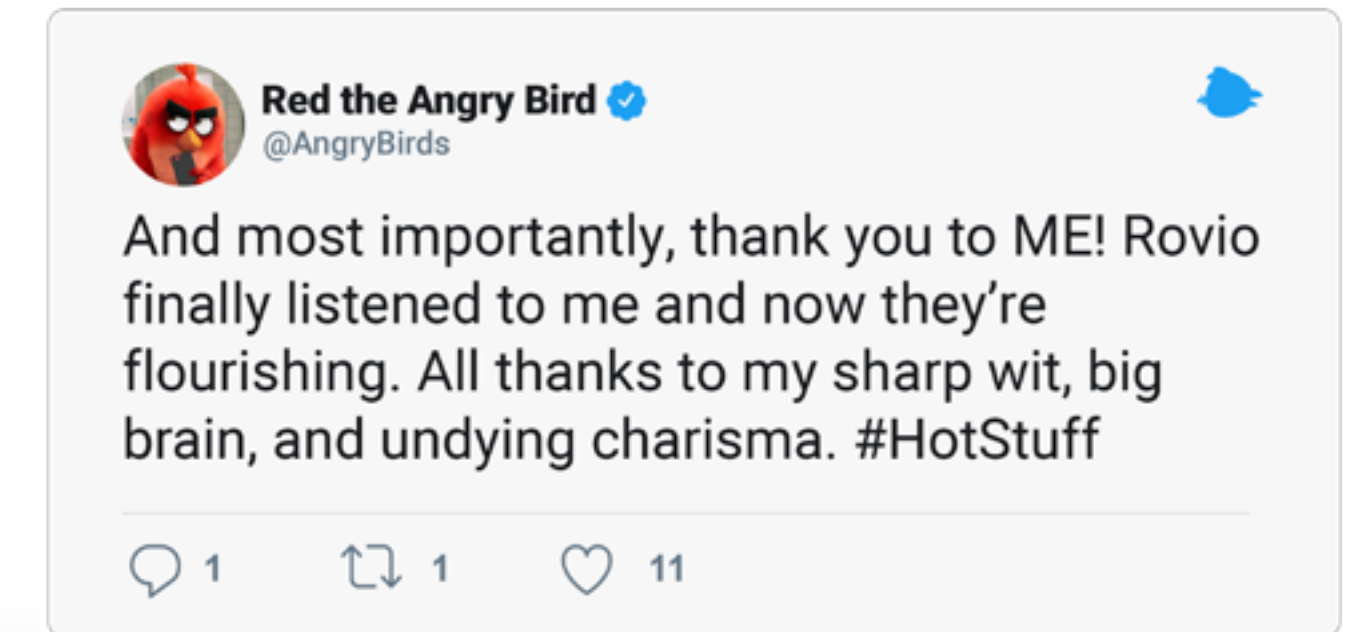 Red the Angry Bird
@AngryBirds
And most importantly, thank you to ME! Rovio
finally listened to me and now they’re
flourishing. All thanks to my sharp wit, big
brain, and undying charisma. #HotStuff
1 1 11